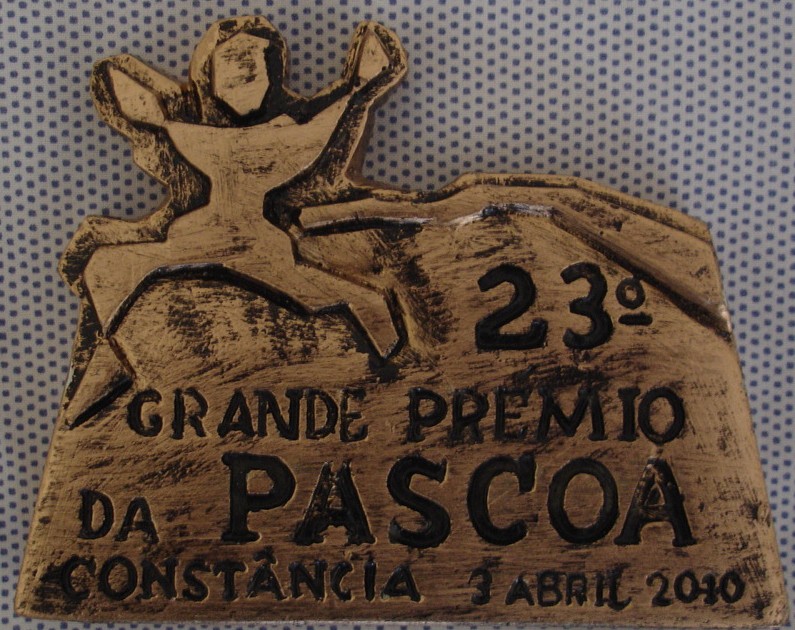 23º
GRANDE PREMIO
DA PASCOA
CONSTÂNCIA 3 ABRIL 2010